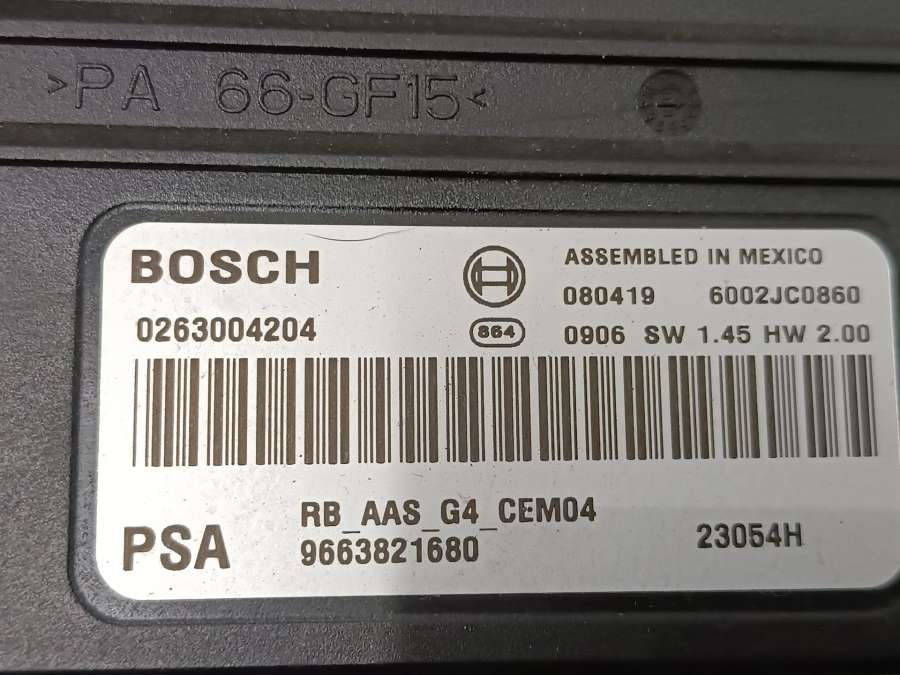 >PA 66-GF15<
BOSCH
ASSEMBLED IN MEXICO
080419 6002JC0860
0263004204
864
0906 SW 1.45 HW 2.00
RB_AAS_G4_CEM04
PSA
9663821680
23054H